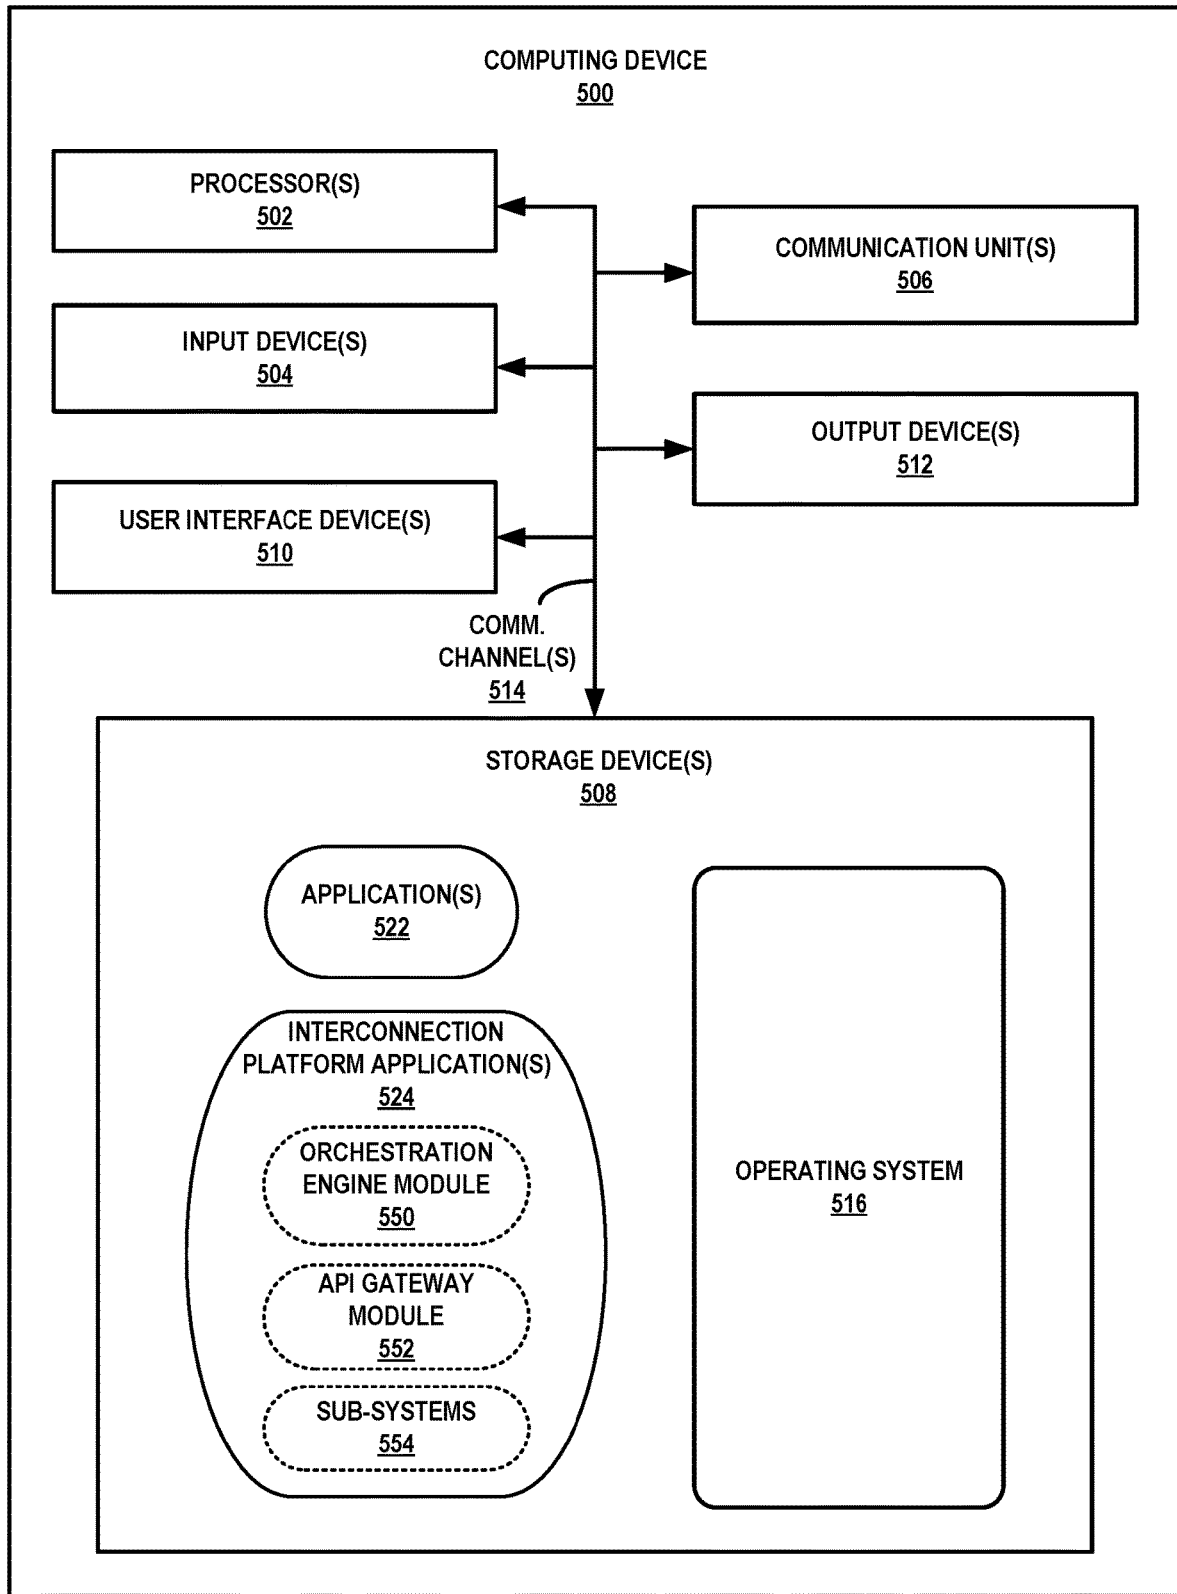 COMPUTING DEVICE
500
PROCESSOR(S)
502
COMMUNICATION UNIT(S)
506
INPUT DEVICE(S)
504
OUTPUT DEVICE(S)
512
USER INTERFACE DEVICE(S)
510
COMM.
CHANNEL(S)
514
STORAGE DEVICE(S)
508
APPLICATION(S)
522
INTERCONNECTION
PLATFORM APPLICATION(S)
524
ORCHESTRATION
ENGINE MODULE
550
API GATEWAY
MODULE
552
SUB-SYSTEMS
554
OPERATING SYSTEM
516